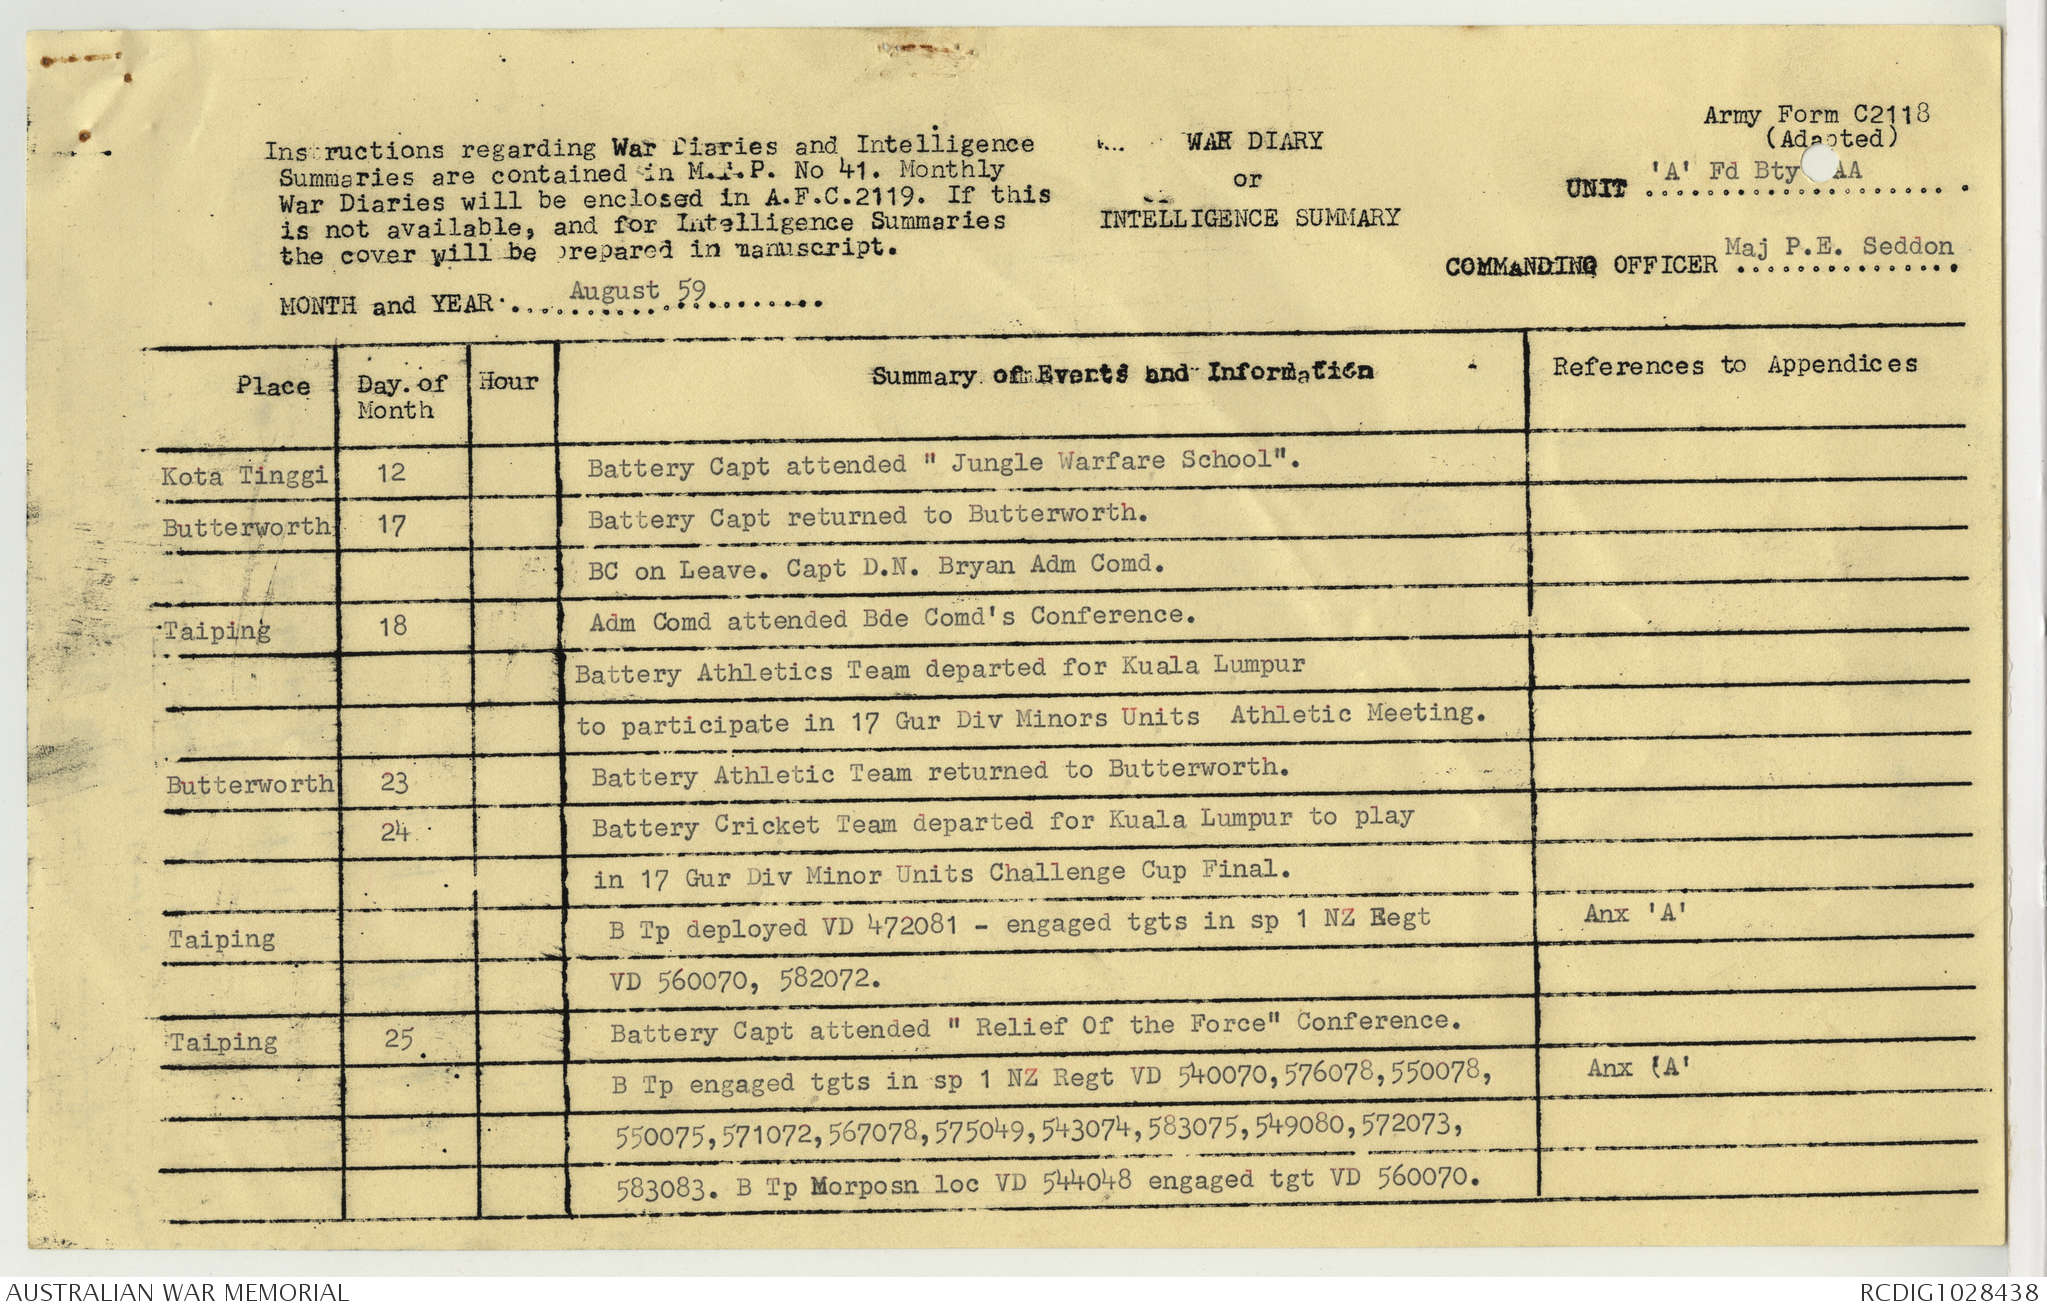 Army Form C2118
(Adapted)
Instructions regarding War Diaries and Intelligence
Summaries are contained in M.I.P. No 41. Monthly
War Diaries will be enclosed in A.F.C.2119. If this
is not available, and for Intelligence Summaries
the cover will be prepared in manuscript.
WAR DIARY
or
INTELLIGENCE SUMMARY
UNIT 'A' Fd Bty AA
COMMANDING OFFICER Maj P.E. Seddon
MONTH and YEAR August 59
Place Day of Month Hour Summary of Events and Information References to Appendices
Kota Tinggi 12 Battery Capt attended " Jungle Warfare School".
Butterworth 17 Battery Capt returned to Butterworth.
BC on Leave. Capt D.N. Bryan Adm Comd.
Taiping 18 Adm Comd attended Bde Comd's Conference.
Battery Athletics Team departed for Kuala Lumpur
to participate in 17 Gur Div Minors Units Athletic Meeting.
Butterworth 23 Battery Athletic Team returned to Butterworth.
24 Battery Cricket Team departed for Kuala Lumpur to play
in 17 Gur Div Minor Units Challenge Cup Final.
Taiping B Tp deployed VD 472081 - engaged tgts in sp 1 NZ Regt Anx 'A'
VD 560070, 582072.
Taiping 25. Battery Capt attended " Relief Of the Force" Conference.
B Tp engaged tgts in sp 1 NZ Regt VD 540070,576078,550078, Anx (A'
550075,571072,567078,575049,543074,583075,549080,572073,
583083. B Tp Morposn loc VD 544048 engaged tgt VD 560070.
AUSTRALIAN WAR MEMORIAL
RCDIG1028438